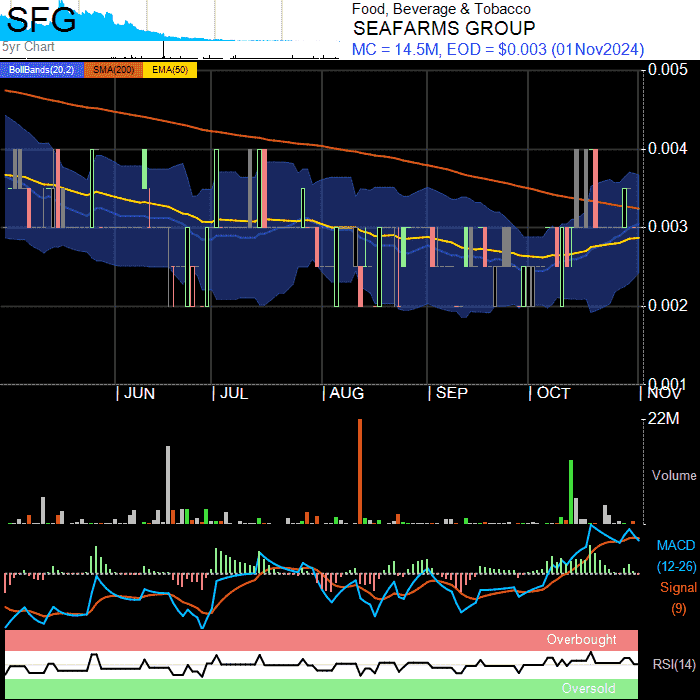 SFG
5yr Chart
Food, Beverage & Tobacco
SEAFARMS GROUP
MC = 14.5M, EOD = $0.003 (01Nov2024)
BollBands(20,2) SMA(200) EMA(50)
0.005
0.004
0.003
0.002
0.001
JUN JUL AUG SEP OCT NOV
22M
Volume
MACD
(12-26)
Signal
(9)
Overbought
RSI(14)
Oversold